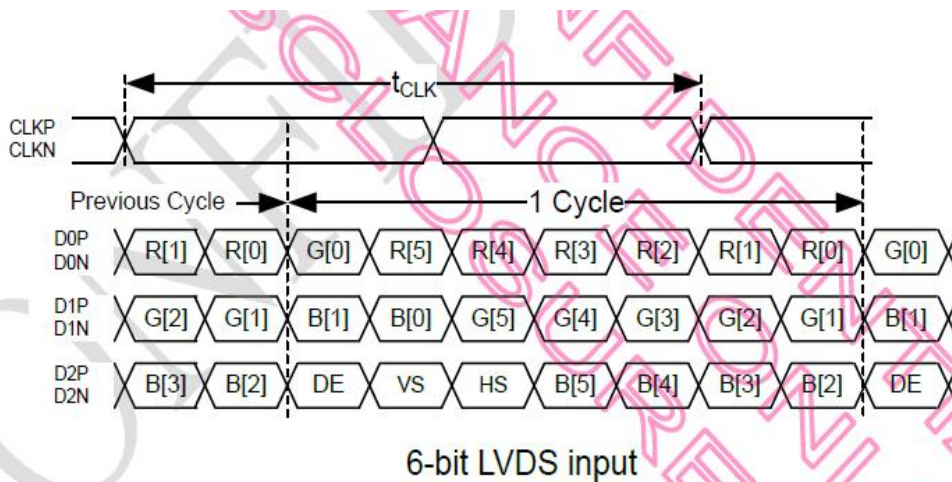 tCLK
CLKP
CLKN
Previous Cycle
1 Cycle
D0P
D0N
R[1] R[0] G[0] R[5] R[4] R[3] R[2] R[1] R[0] G[0]
D1P
D1N
G[2] G[1] B[1] B[0] G[5] G[4] G[3] G[2] G[1] B[1]
D2P
D2N
B[3] B[2] DE VS HS B[5] B[4] B[3] B[2] DE
6-bit LVDS input